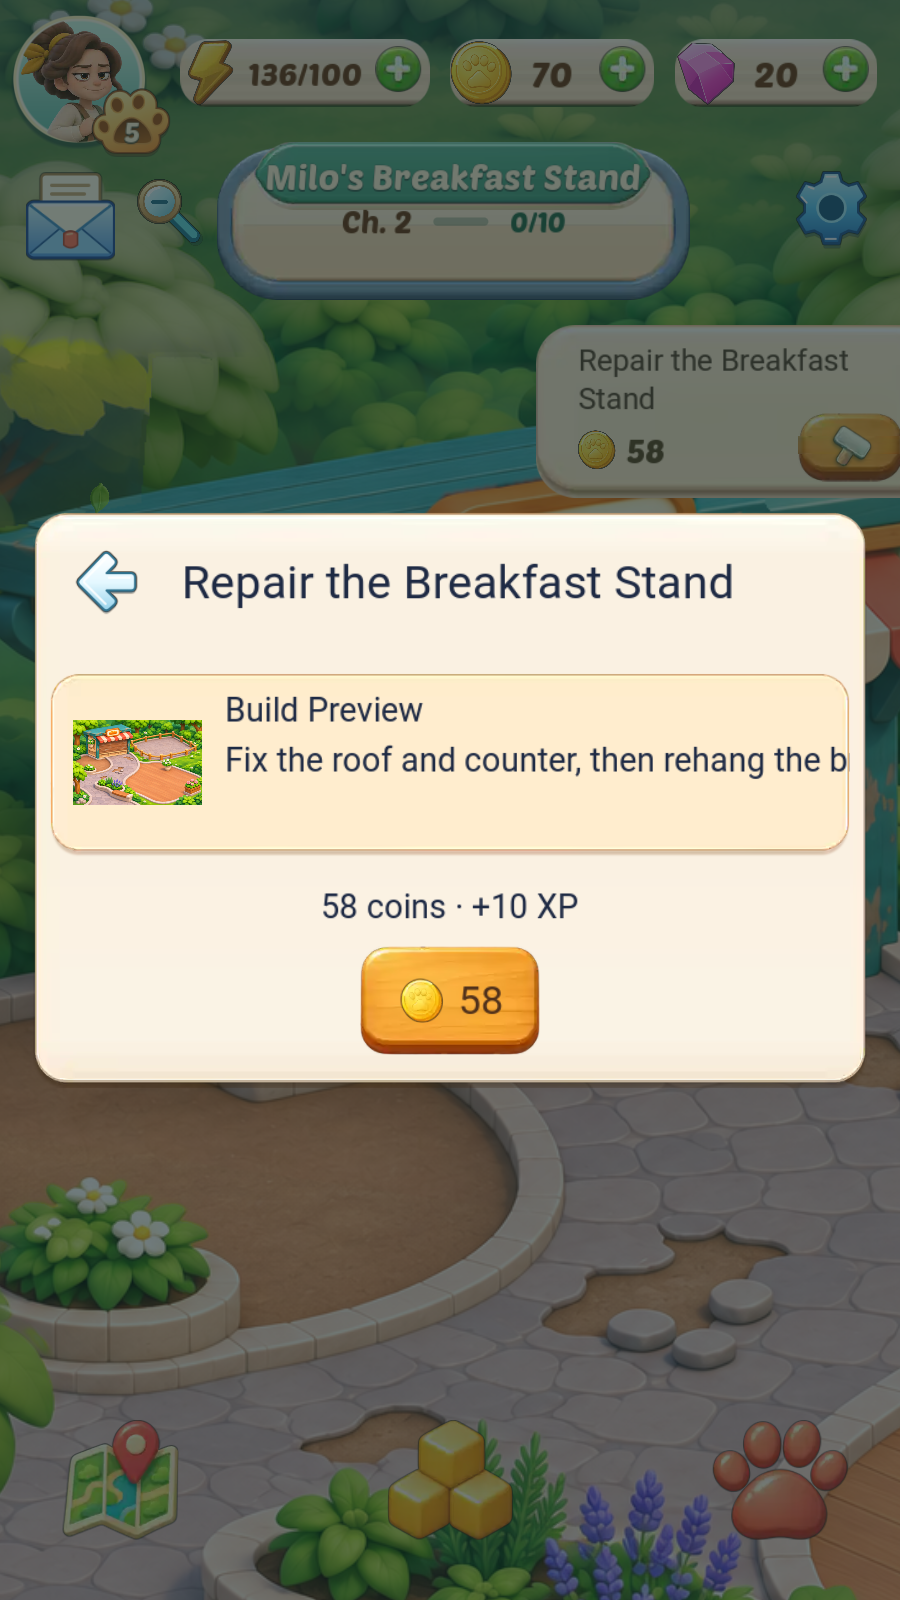 136/100
70
20
5
Milo's Breakfast Stand
Ch. 2
0/10
Repair the Breakfast
Stand
58
Repair the Breakfast Stand
Build Preview
Fix the roof and counter, then rehang the b
58 coins · +10 XP
58